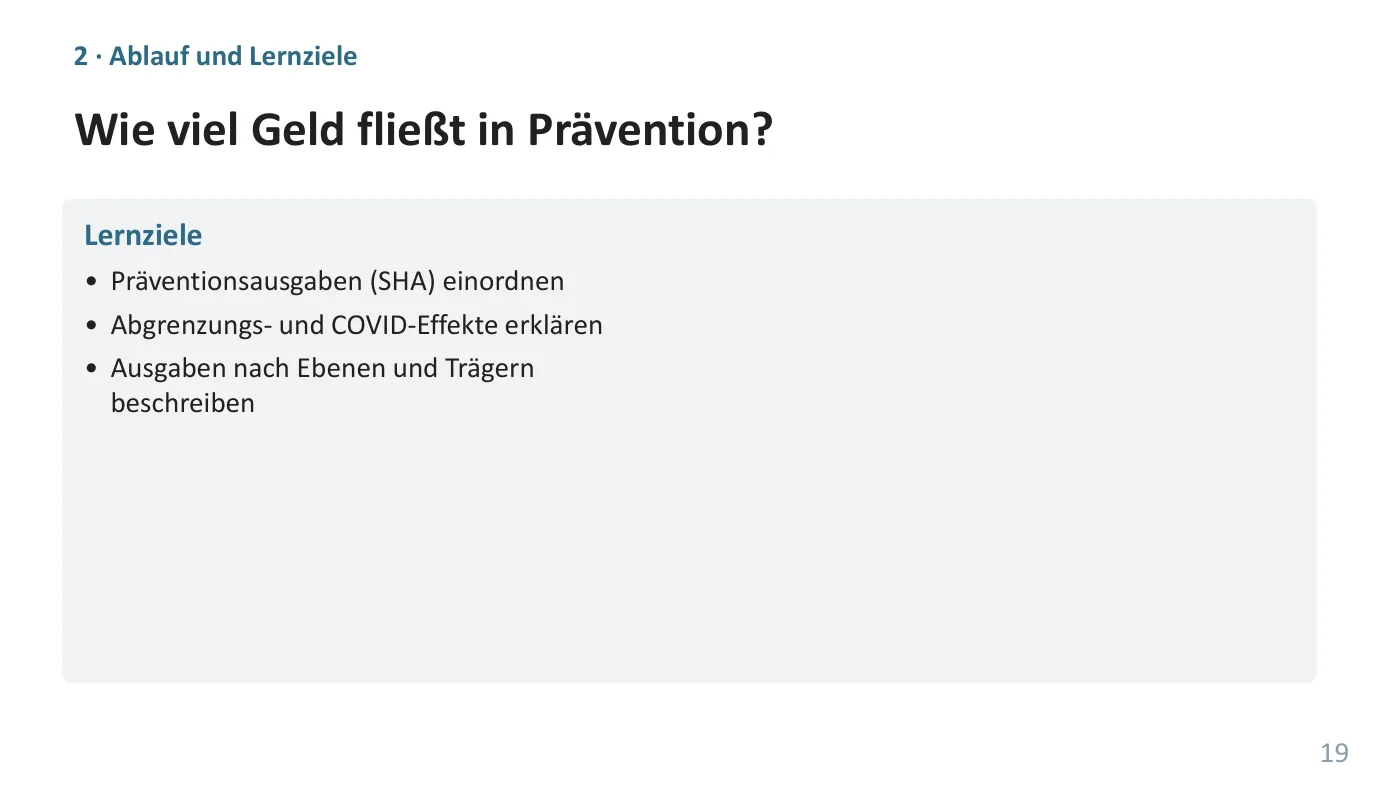 2 · Ablauf und Lernziele
Wie viel Geld fließt in Prävention?
Lernziele
• Präventionsausgaben (SHA) einordnen
• Abgrenzungs- und COVID-Effekte erklären
• Ausgaben nach Ebenen und Trägern
beschreiben
19